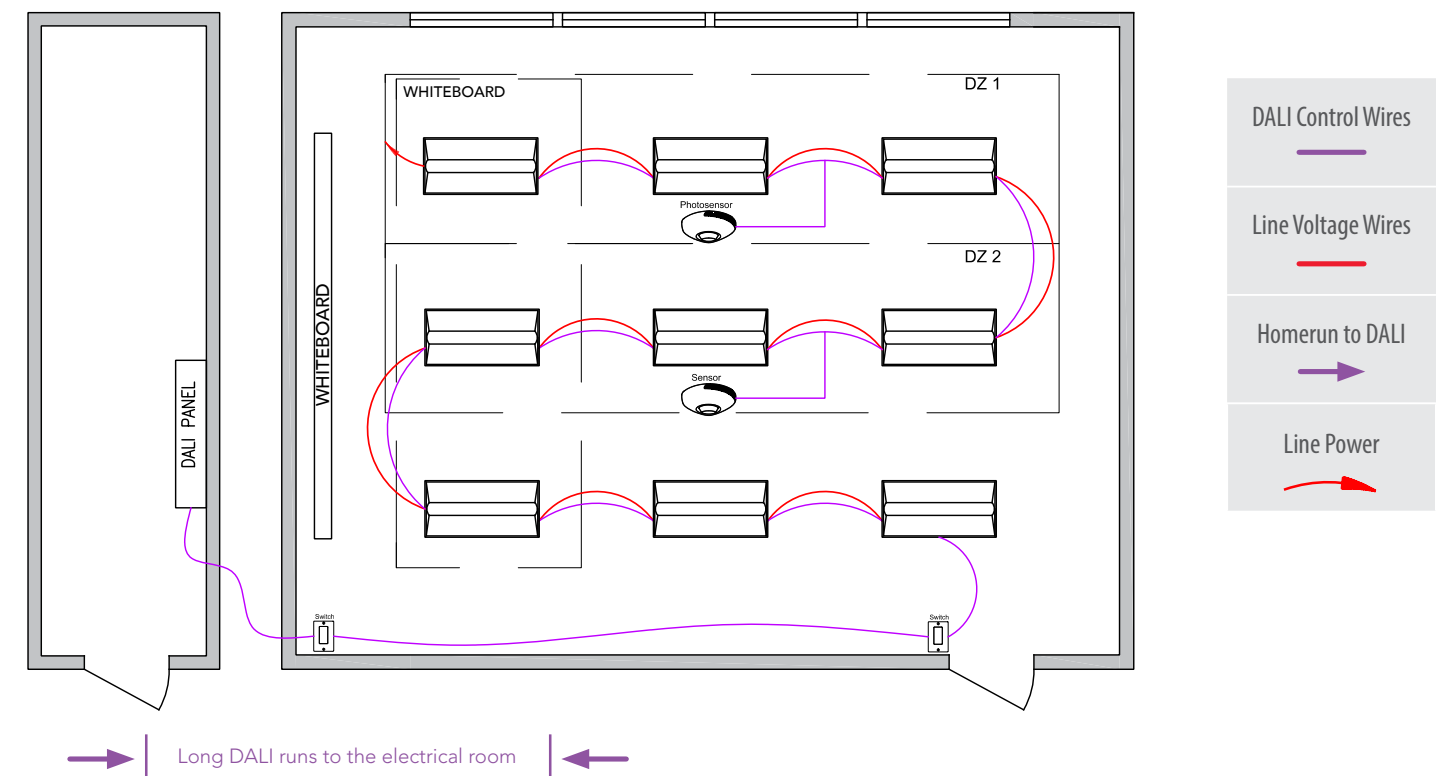 WHITEBOARD
DZ 1
Photosensor
DZ 2
WHITEBOARD
Sensor
DALI PANEL
Switch
Switch
Long DALI runs to the electrical room
DALI Control Wires
Line Voltage Wires
Homerun to DALI
Line Power